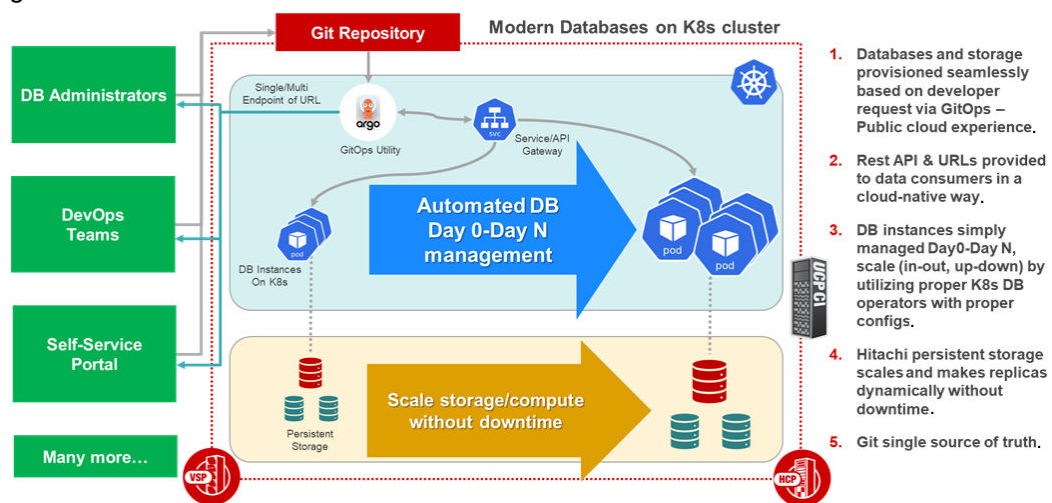 Modern Databases on K8s cluster
Git Repository
DB Administrators
DevOps
Teams
Self-Service
Portal
Many more…
Single/Multi
Endpoint of URL
argo
GitOps Utility
svc
Service/API
Gateway
pod
DB Instances
On K8s
Automated DB
Day 0-Day N
management
pod
pod
Persistent
Storage
Scale storage/compute
without downtime
VSP
HCP
UCP CI
1. Databases and storage
provisioned seamlessly
based on developer
request via GitOps –
Public cloud experience.
2. Rest API & URLs provided
to data consumers in a
cloud-native way.
3. DB instances simply
managed Day0-Day N,
scale (in-out, up-down) by
utilizing proper K8s DB
operators with proper
configs.
4. Hitachi persistent storage
scales and makes replicas
dynamically without
downtime.
5. Git single source of truth.